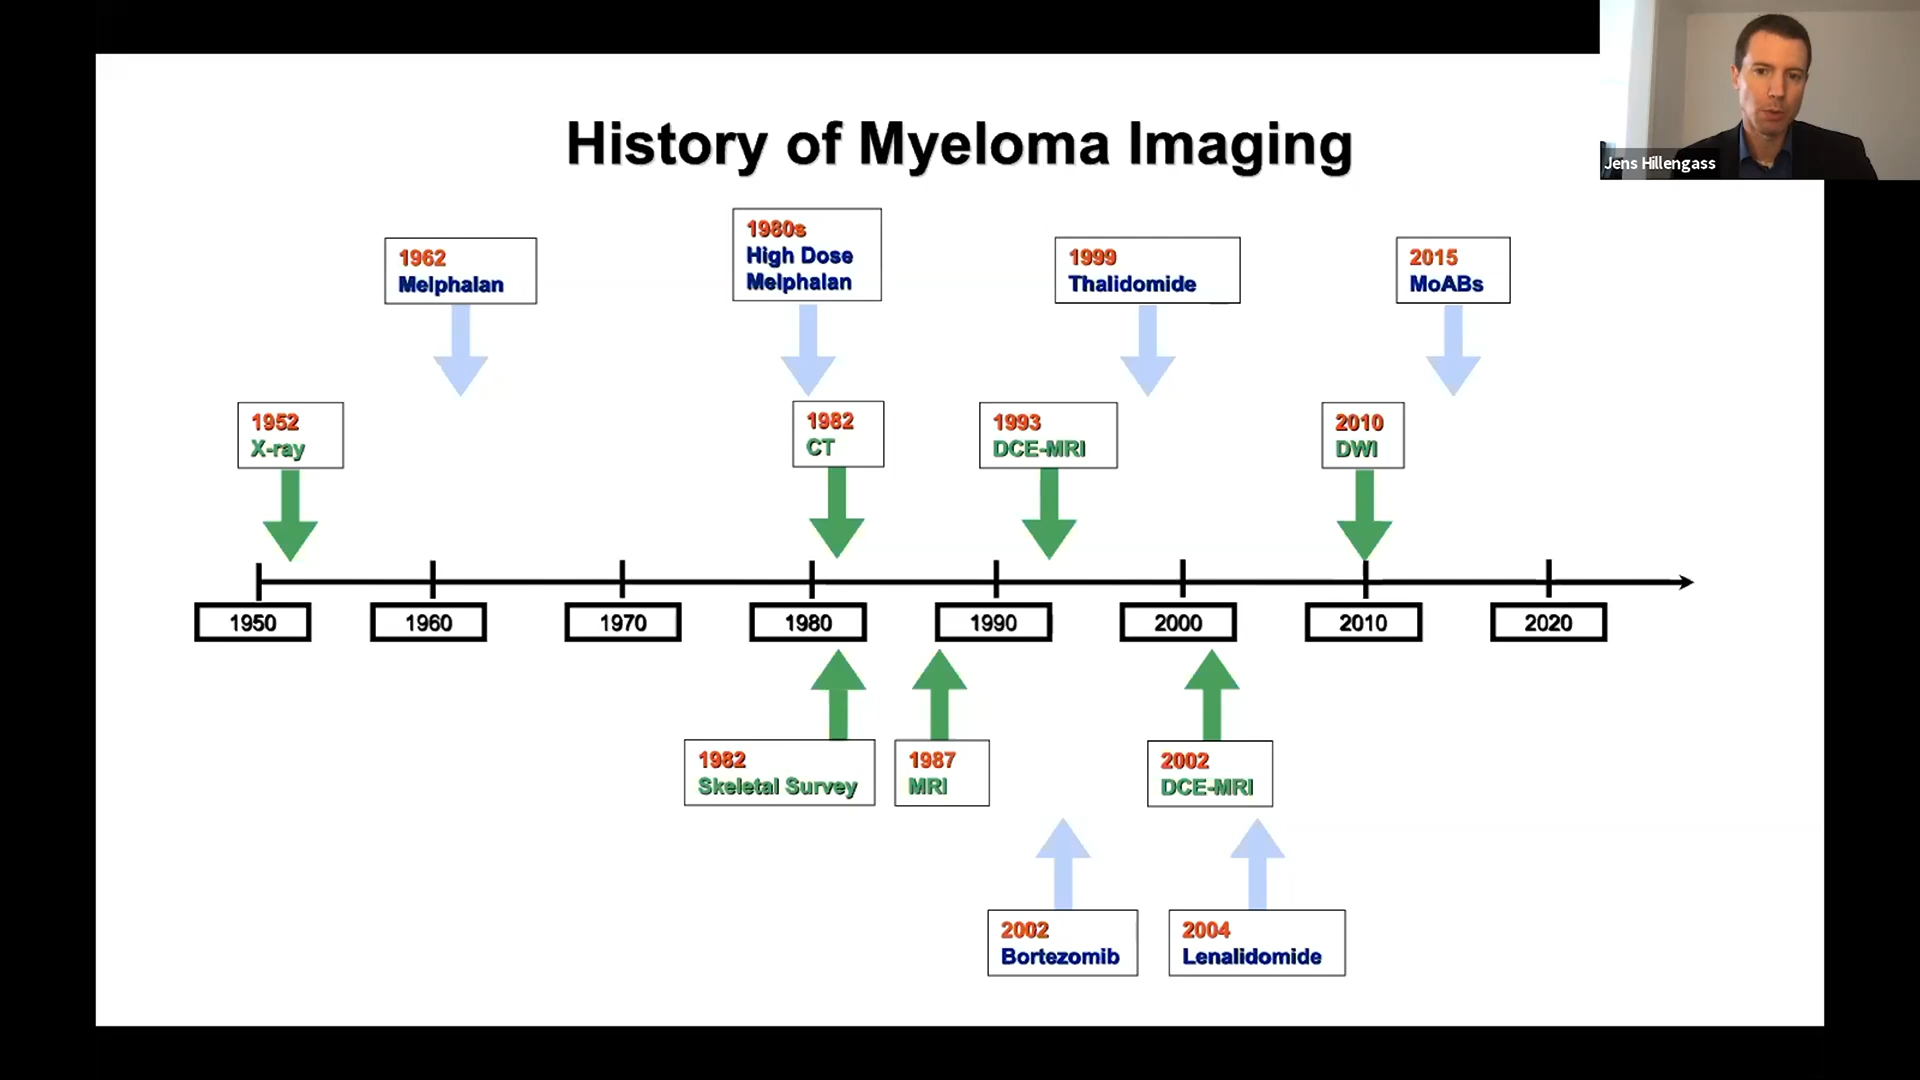 Jens Hillengass
History of Myeloma Imaging
1962
Melphalan
1980s
High Dose
Melphalan
1999
Thalidomide
2015
MoABs
1952
X-ray
1982
CT
1993
DCE-MRI
2010
DWI
1950
1960
1970
1980
1990
2000
2010
2020
1982
Skeletal Survey
1987
MRI
2002
DCE-MRI
2002
Bortezomib
2004
Lenalidomide